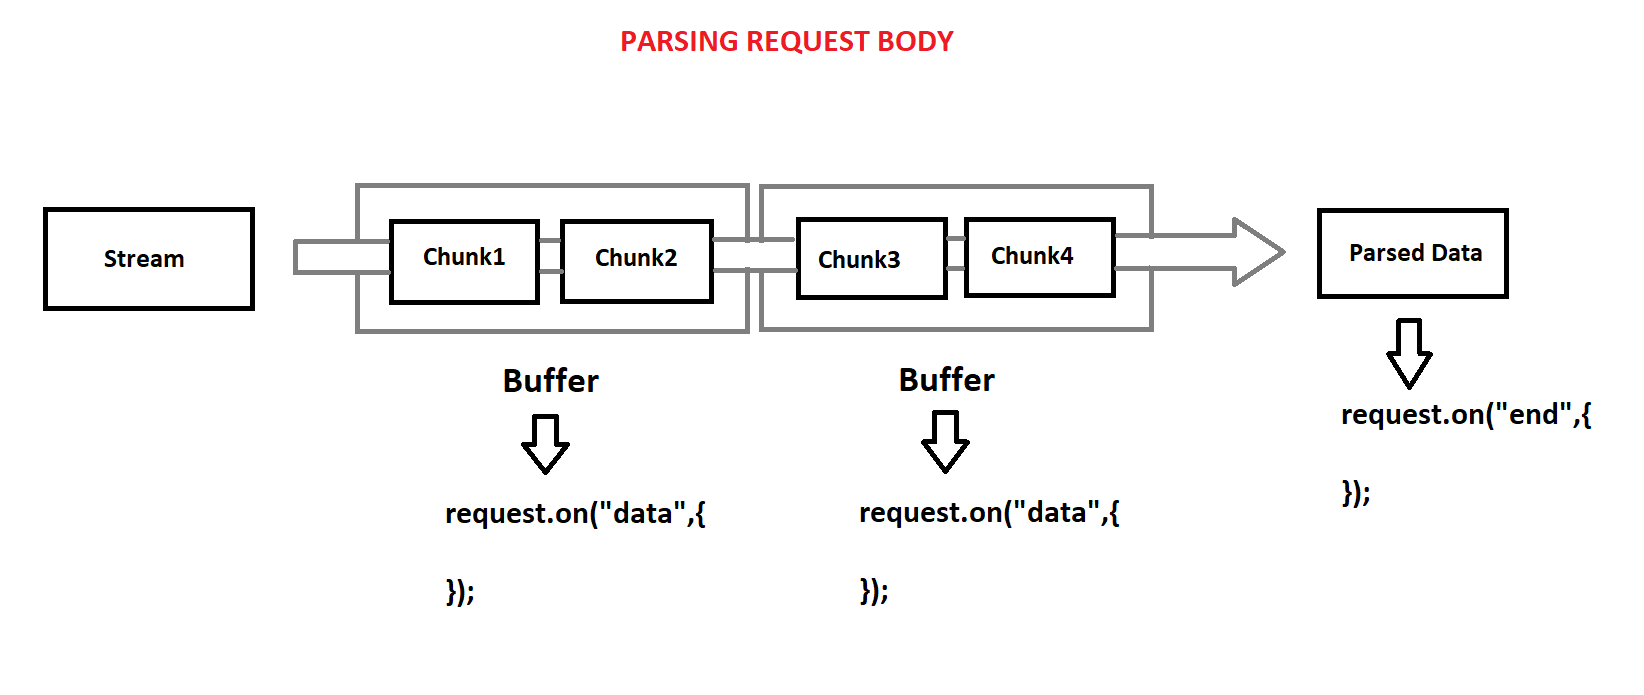 PARSING REQUEST BODY
Stream
Chunk1
Chunk2
Chunk3
Chunk4
Parsed Data
Buffer
request.on("data",{
});
Buffer
request.on("data",{
});
request.on("end",{
});